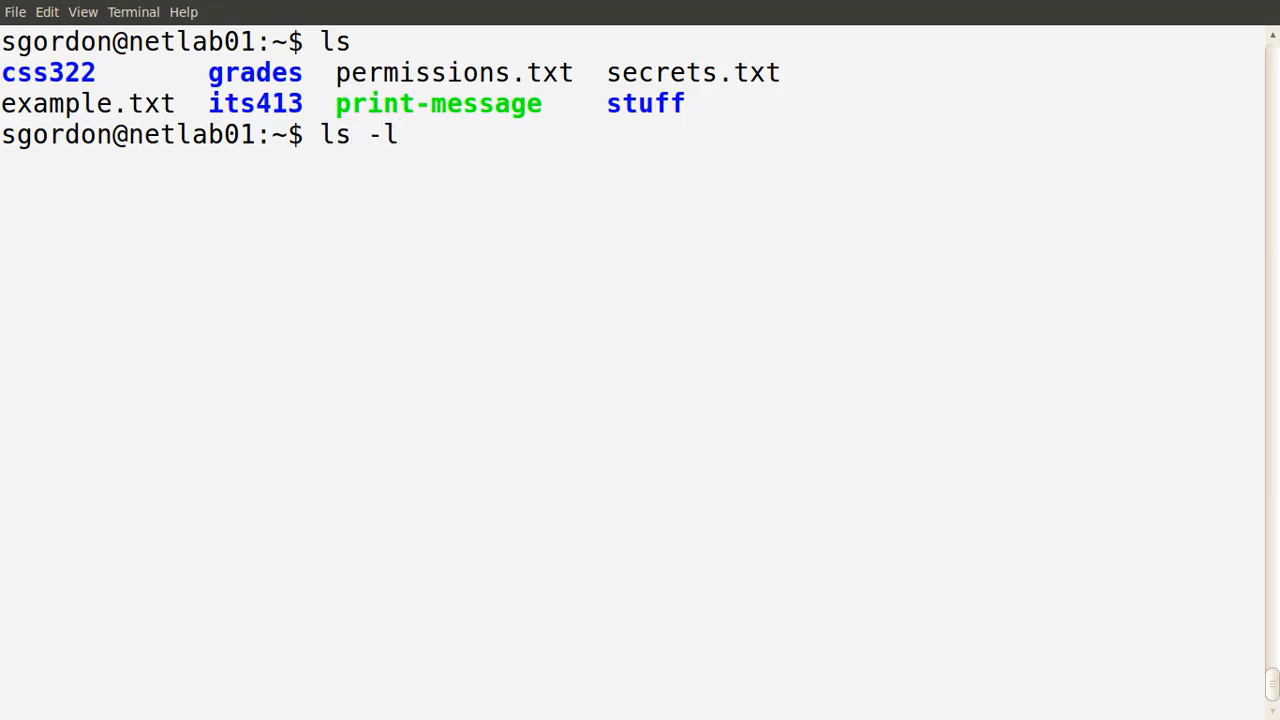 File Edit View Terminal Help
sgordon@netlab01:~$ ls
css322       grades  permissions.txt  secrets.txt
example.txt  its413  print-message    stuff
sgordon@netlab01:~$ ls -l